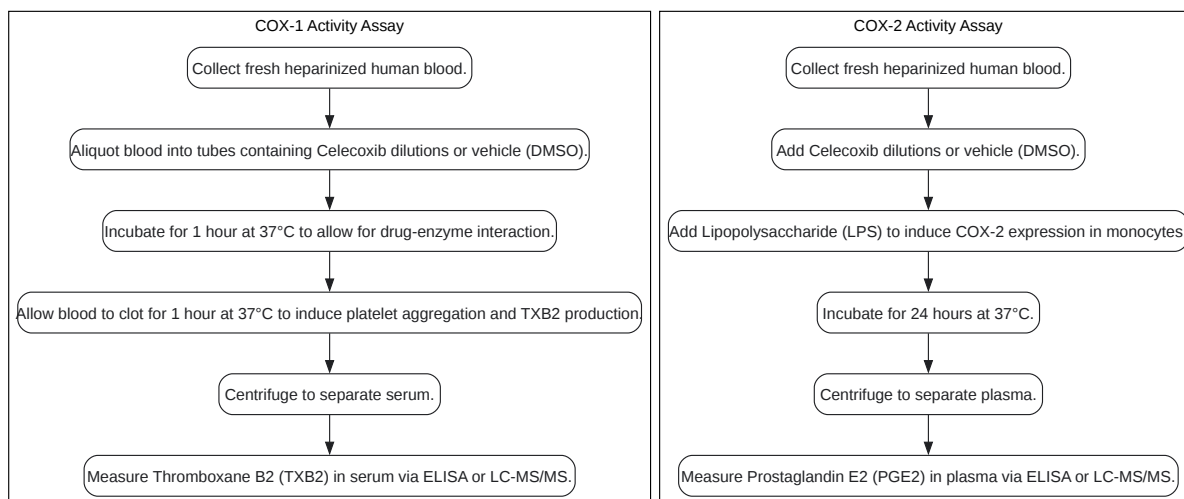 COX-1 Activity Assay
Collect fresh heparinized human blood.
Aliquot blood into tubes containing Celecoxib dilutions or vehicle (DMSO).
Incubate for 1 hour at 37°C to allow for drug-enzyme interaction.
Allow blood to clot for 1 hour at 37°C to induce platelet aggregation and TXB2 production.
Centrifuge to separate serum.
Measure Thromboxane B2 (TXB2) in serum via ELISA or LC-MS/MS.
COX-2 Activity Assay
Collect fresh heparinized human blood.
Add Celecoxib dilutions or vehicle (DMSO).
Add Lipopolysaccharide (LPS) to induce COX-2 expression in monocytes
Incubate for 24 hours at 37°C.
Centrifuge to separate plasma.
Measure Prostaglandin E2 (PGE2) in plasma via ELISA or LC-MS/MS.